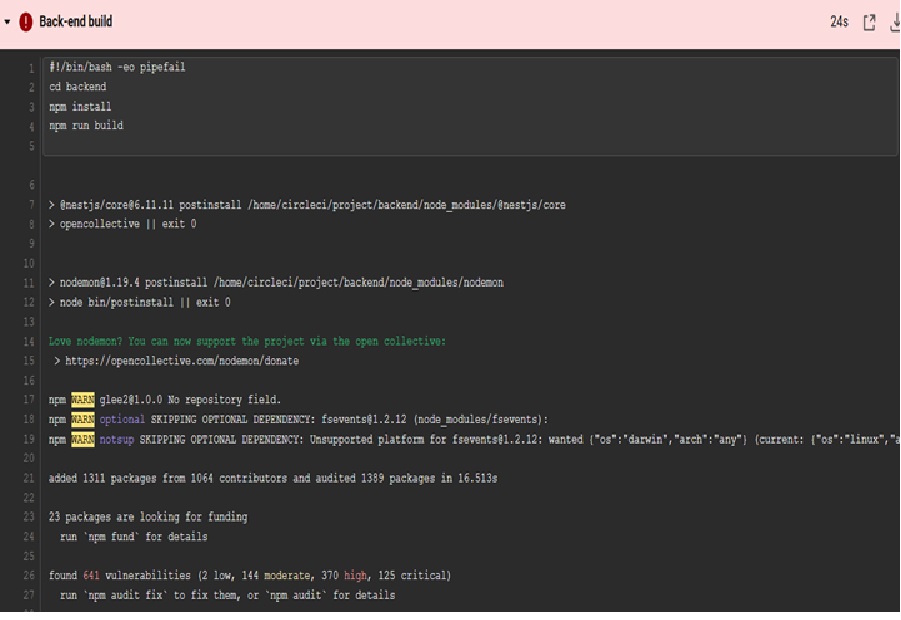 Back-end build 24s
1 #!/bin/bash -eo pipefail
2 cd backend
3 npm install
4 npm run build
5
6
7 > @nestjs/core@6.11.11 postinstall /home/circleci/project/backend/node_modules/@nestjs/core
8 > opencollective || exit 0
9
10
11 > nodemon@1.19.4 postinstall /home/circleci/project/backend/node_modules/nodemon
12 > node bin/postinstall || exit 0
13
14 Love nodemon? You can now support the project via the open collective:
15 > https://opencollective.com/nodemon/donate
16
17 npm WARN glee2@1.0.0 No repository field.
18 npm WARN optional SKIPPING OPTIONAL DEPENDENCY: fsevents@1.2.12 (node_modules/fsevents):
19 npm WARN notsup SKIPPING OPTIONAL DEPENDENCY: Unsupported platform for fsevents@1.2.12: wanted {"os":"darwin","arch":"any"} (current: {"os":"linux","a
20
21 added 1311 packages from 1064 contributors and audited 1389 packages in 16.513s
22
23 23 packages are looking for funding
24 run `npm fund` for details
25
26 found 641 vulnerabilities (2 low, 144 moderate, 370 high, 125 critical)
27 run `npm audit fix` to fix them, or `npm audit` for details